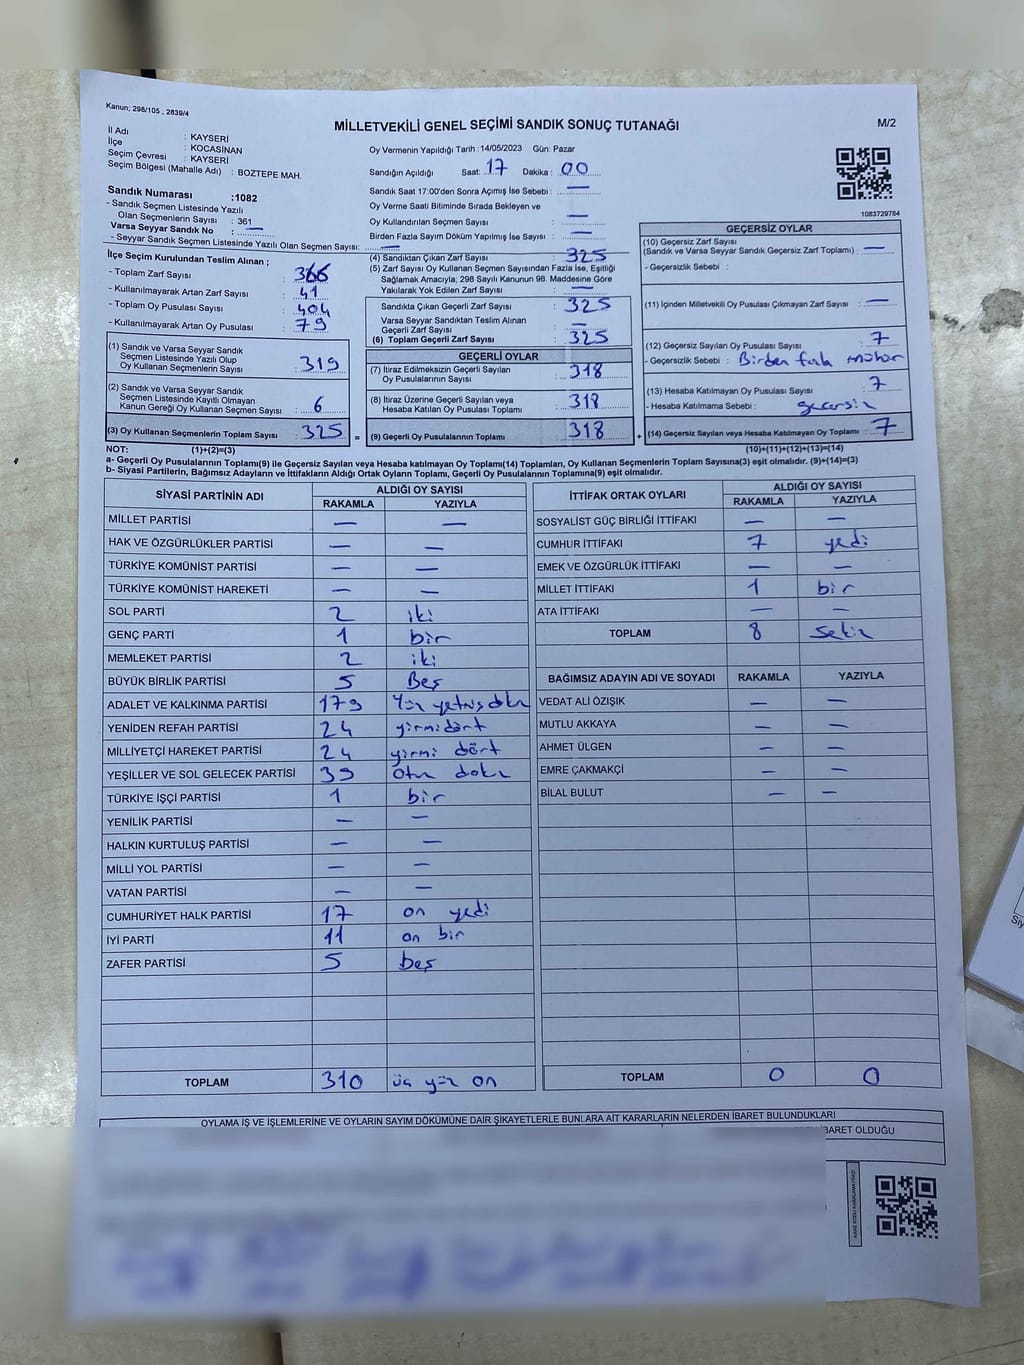 Kanun; 298/105 , 2839/4
MİLLETVEKİLİ GENEL SEÇİMİ SANDIK SONUÇ TUTANAĞI
M/2
İl Adı : KAYSERİ
İlçe : KOCASİNAN
Seçim Çevresi : KAYSERİ
Seçim Bölgesi (Mahalle Adı) : BOZTEPE MAH.
Sandık Numarası :1082
- Sandık Seçmen Listesinde Yazılı
Olan Seçmenlerin Sayısı : 361
Varsa Seyyar Sandık No : —
- Seyyar Sandık Seçmen Listesinde Yazılı Olan Seçmen Sayısı: —
Oy Vermenin Yapıldığı Tarih :14/05/2023 Gün: Pazar
Sandığın Açıldığı Saat: 17 Dakika : 00
Sandık Saat 17:00'den Sonra Açımış İse Sebebi : —
Oy Verme Saati Bitiminde Sırada Bekleyen ve
Oy Kullandırılan Seçmen Sayısı : —
Birden Fazla Sayım Döküm Yapılmış İse Sayısı : —
1083729784
İlçe Seçim Kurulundan Teslim Alınan ;
- Toplam Zarf Sayısı : 366
- Kullanılmayarak Artan Zarf Sayısı : 41
- Toplam Oy Pusulası Sayısı : 404
- Kullanılmayarak Artan Oy Pusulası : 79
(1) Sandık ve Varsa Seyyar Sandık
Seçmen Listesinde Yazılı Olup
Oy Kullanan Seçmenlerin Sayısı : 319
(2) Sandık ve Varsa Seyyar Sandık
Seçmen Listesinde Kayıtlı Olmayan
Kanun Gereği Oy Kullanan Seçmen Sayısı : 6
(3) Oy Kullanan Seçmenlerin Toplam Sayısı : 325
(4) Sandıktan Çıkan Zarf Sayısı : 325
(5) Zarf Sayısı Oy Kullanan Seçmen Sayısından Fazla İse, Eşitliği
Sağlamak Amacıyla; 298 Sayılı Kanunun 98. Maddesine Göre
Yakılarak Yok Edilen Zarf Sayısı : —
Sandıkta Çıkan Geçerli Zarf Sayısı : 325
Varsa Seyyar Sandıktan Teslim Alınan
Geçerli Zarf Sayısı : —
(6) Toplam Geçerli Zarf Sayısı : 325
GEÇERLİ OYLAR
(7) İtiraz Edilmeksizin Geçerli Sayılan
Oy Pusulalarının Sayısı : 318
(8) İtiraz Üzerine Geçerli Sayılan veya
Hesaba Katılan Oy Pusulaları Toplamı : 318
= (9) Geçerli Oy Pusulalarının Toplamı : 318
GEÇERSİZ OYLAR
(10) Geçersiz Zarf Sayısı
(Sandık ve Varsa Seyyar Sandık Geçersiz Zarf Toplamı) : —
- Geçersizlik Sebebi :
(11) İçinden Milletvekili Oy Pusulası Çıkmayan Zarf Sayısı : —
(12) Geçersiz Sayılan Oy Pusulası Sayısı : 7
- Geçersizlik Sebebi : Birden fazla mühür
(13) Hesaba Katılmayan Oy Pusulası Sayısı : 7
- Hesaba Katılmama Sebebi : geçersiz
+ (14) Geçersiz Sayılan veya Hesaba Katılmayan Oy Toplamı : 7
NOT: (1)+(2)=(3) (10)+(11)+(12)+(13)=(14)
a- Geçerli Oy Pusulalarının Toplamı(9) ile Geçersiz Sayılan veya Hesaba katılmayan Oy Toplamı(14) Toplamları, Oy Kullanan Seçmenlerin Toplam Sayısına(3) eşit olmalıdır. (9)+(14)=(3)
b- Siyasi Partilerin, Bağımsız Adayların ve İttifakların Aldığı Ortak Oyların Toplamı, Geçerli Oy Pusulalarının Toplamına(9) eşit olmalıdır.
SİYASİ PARTİNİN ADI ALDIĞI OY SAYISI
RAKAMLA YAZIYLA
MİLLET PARTİSİ — —
HAK VE ÖZGÜRLÜKLER PARTİSİ — —
TÜRKİYE KOMÜNİST PARTİSİ — —
TÜRKİYE KOMÜNİST HAREKETİ — —
SOL PARTİ 2 iki
GENÇ PARTİ 1 bir
MEMLEKET PARTİSİ 2 iki
BÜYÜK BİRLİK PARTİSİ 5 Beş
ADALET VE KALKINMA PARTİSİ 179 Yüz yetmiş dokuz
YENİDEN REFAH PARTİSİ 24 yirmidört
MİLLİYETÇİ HAREKET PARTİSİ 24 yirmi dört
YEŞİLLER VE SOL GELECEK PARTİSİ 39 Otuz dokuz
TÜRKİYE İŞÇİ PARTİSİ 1 bir
YENİLİK PARTİSİ — —
HALKIN KURTULUŞ PARTİSİ — —
MİLLİ YOL PARTİSİ — —
VATAN PARTİSİ — —
CUMHURİYET HALK PARTİSİ 17 on yedi
İYİ PARTİ 11 on bir
ZAFER PARTİSİ 5 beş
TOPLAM 310 üç yüz on
İTTİFAK ORTAK OYLARI ALDIĞI OY SAYISI
RAKAMLA YAZIYLA
SOSYALİST GÜÇ BİRLİĞİ İTTİFAKI — —
CUMHUR İTTİFAKI 7 yedi
EMEK VE ÖZGÜRLÜK İTTİFAKI — —
MİLLET İTTİFAKI 1 bir
ATA İTTİFAKI — —
TOPLAM 8 sekiz
BAĞIMSIZ ADAYIN ADI VE SOYADI RAKAMLA YAZIYLA
VEDAT ALİ ÖZIŞIK — —
MUTLU AKKAYA — —
AHMET ÜLGEN — —
EMRE ÇAKMAKÇİ — —
BİLAL BULUT — —
TOPLAM 0 0
OYLAMA İŞ VE İŞLEMLERİNE VE OYLARIN SAYIM DÖKÜMÜNE DAİR ŞİKAYETLERLE BUNLARA AİT KARARLARIN NELERDEN İBARET BULUNDUKLARI
İBARET OLDUĞU